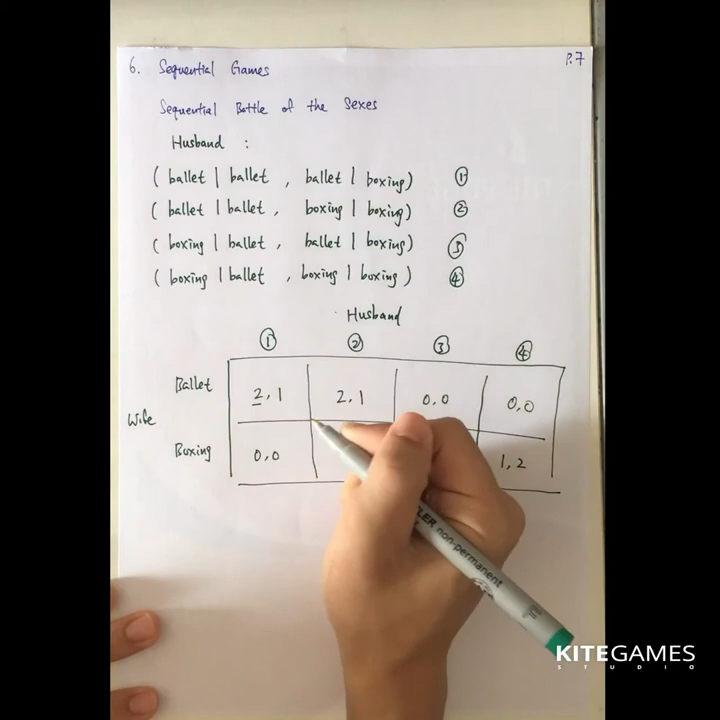 6. Sequential Games
P.7
Sequential Battle of the Sexes
Husband :
( ballet | ballet , ballet | boxing) ①
( ballet | ballet , boxing | boxing) ②
( boxing | ballet , ballet | boxing) ③
( boxing | ballet , boxing | boxing ) ④
Husband
① ② ③ ④
Ballet 2,1 2,1 0,0 0,0
Wife
Boxing 0,0 1,2
STAEDTLER non-permanent F
KITEGAMES
STUDIO